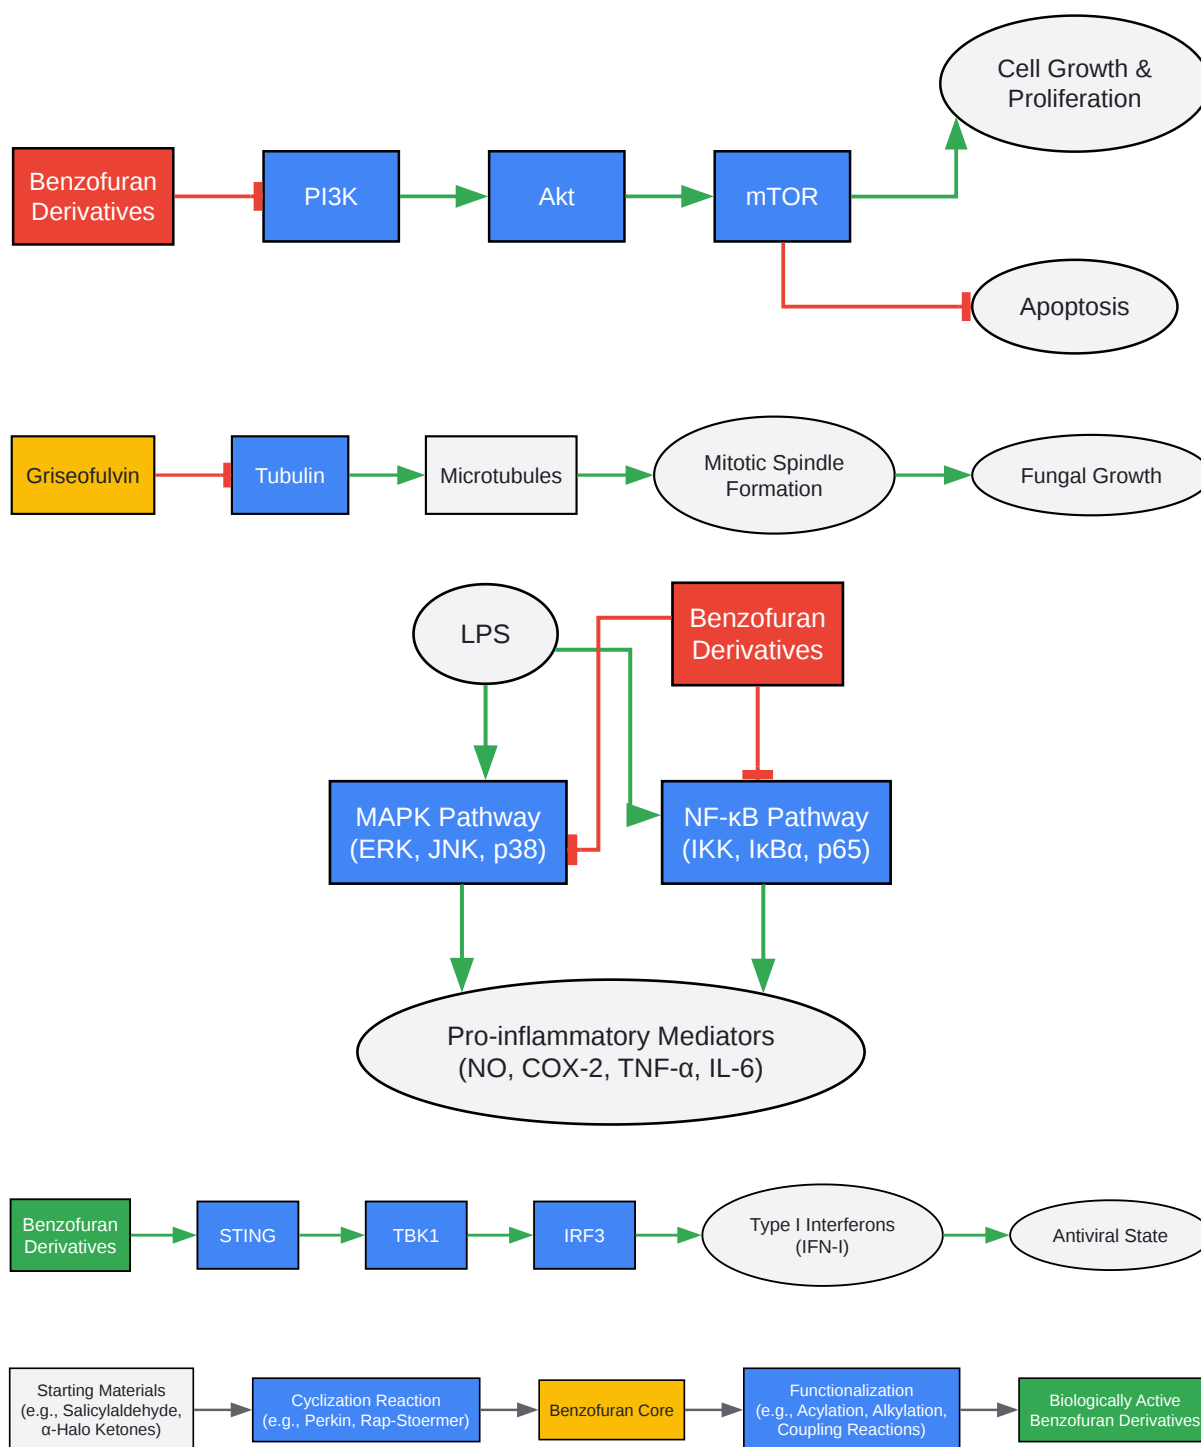 Cell Growth &
Proliferation
Benzofuran
Derivatives
PI3K
Akt
mTOR
Apoptosis
Griseofulvin
Tubulin
Microtubules
Mitotic Spindle
Formation
Fungal Growth
LPS
Benzofuran
Derivatives
MAPK Pathway
(ERK, JNK, p38)
NF-κB Pathway
(IKK, IκBα, p65)
Pro-inflammatory Mediators
(NO, COX-2, TNF-α, IL-6)
Benzofuran
Derivatives
STING
TBK1
IRF3
Type I Interferons
(IFN-I)
Antiviral State
Starting Materials
(e.g., Salicylaldehyde,
α-Halo Ketones)
Cyclization Reaction
(e.g., Perkin, Rap-Stoermer)
Benzofuran Core
Functionalization
(e.g., Acylation, Alkylation,
Coupling Reactions)
Biologically Active
Benzofuran Derivatives